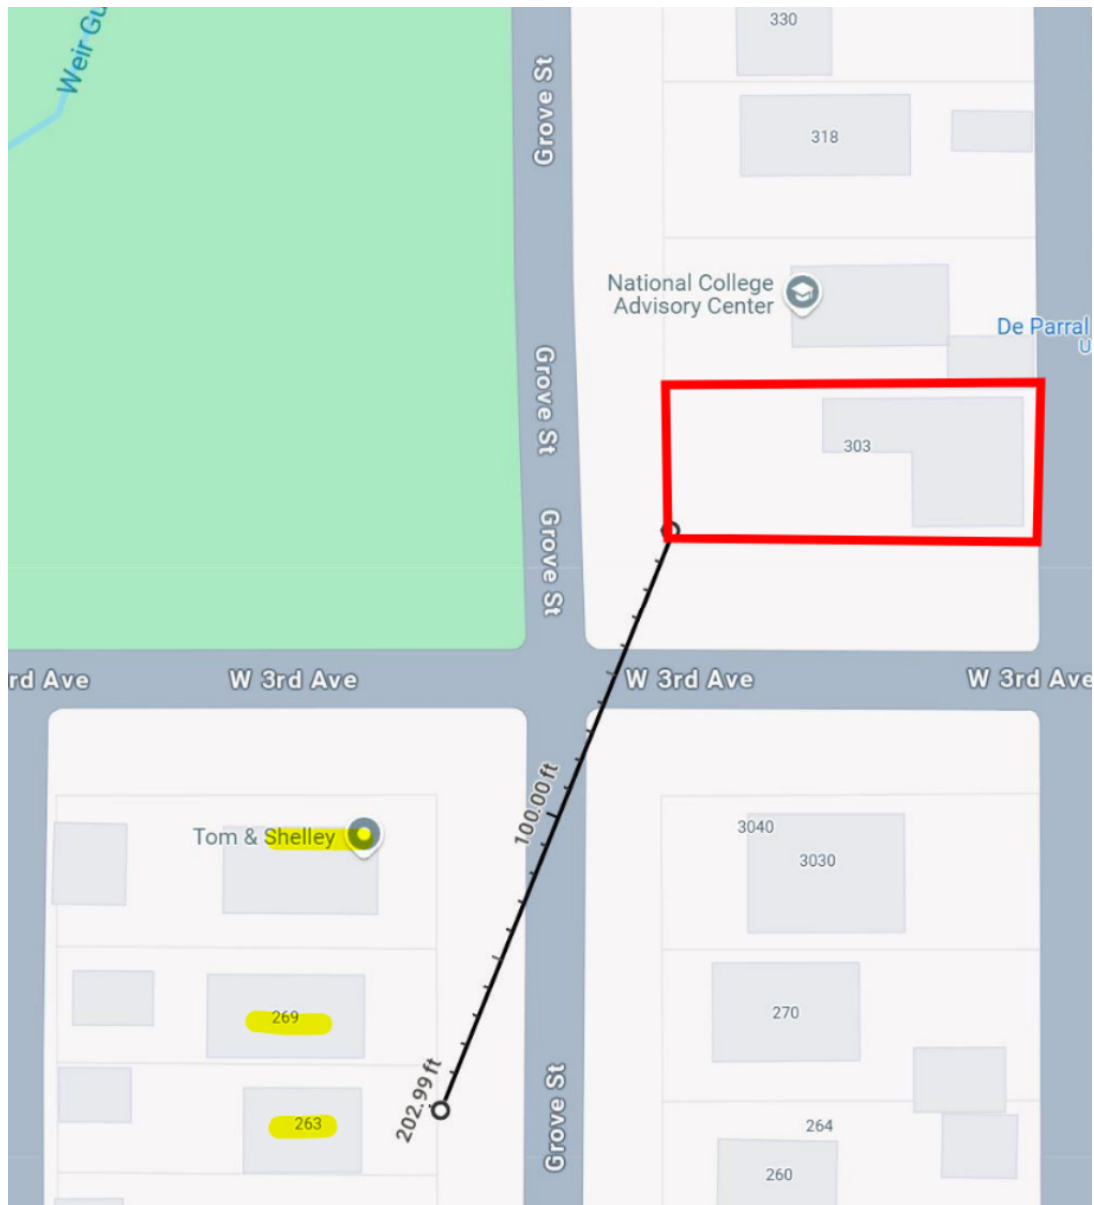 Weir Gu
Grove St
330
318
National College
Advisory Center
De Parral
U
Grove St
303
Grove St
rd Ave
W 3rd Ave
W 3rd Ave
W 3rd Ave
100.00 ft
Tom & Shelley
3040
3030
269
270
202.99 ft
Grove St
263
264
260